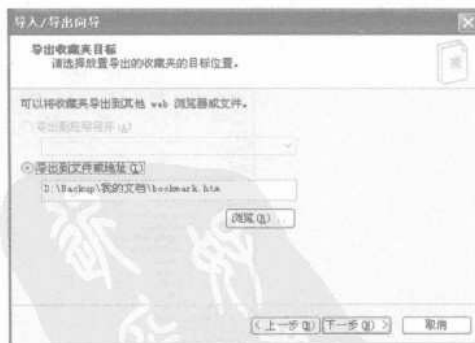 导入/导出向导
导出收藏夹目标
请选择放置导出的收藏夹的目标位置。
可以将收藏夹导出到其他 web 浏览器或文件。
导出到应用程序(A)
导出到文件或地址(I)
D:\Backup\我的文档\bookmark.htm
浏览(R)...
<上一步(B) 下一步(N)> 取消